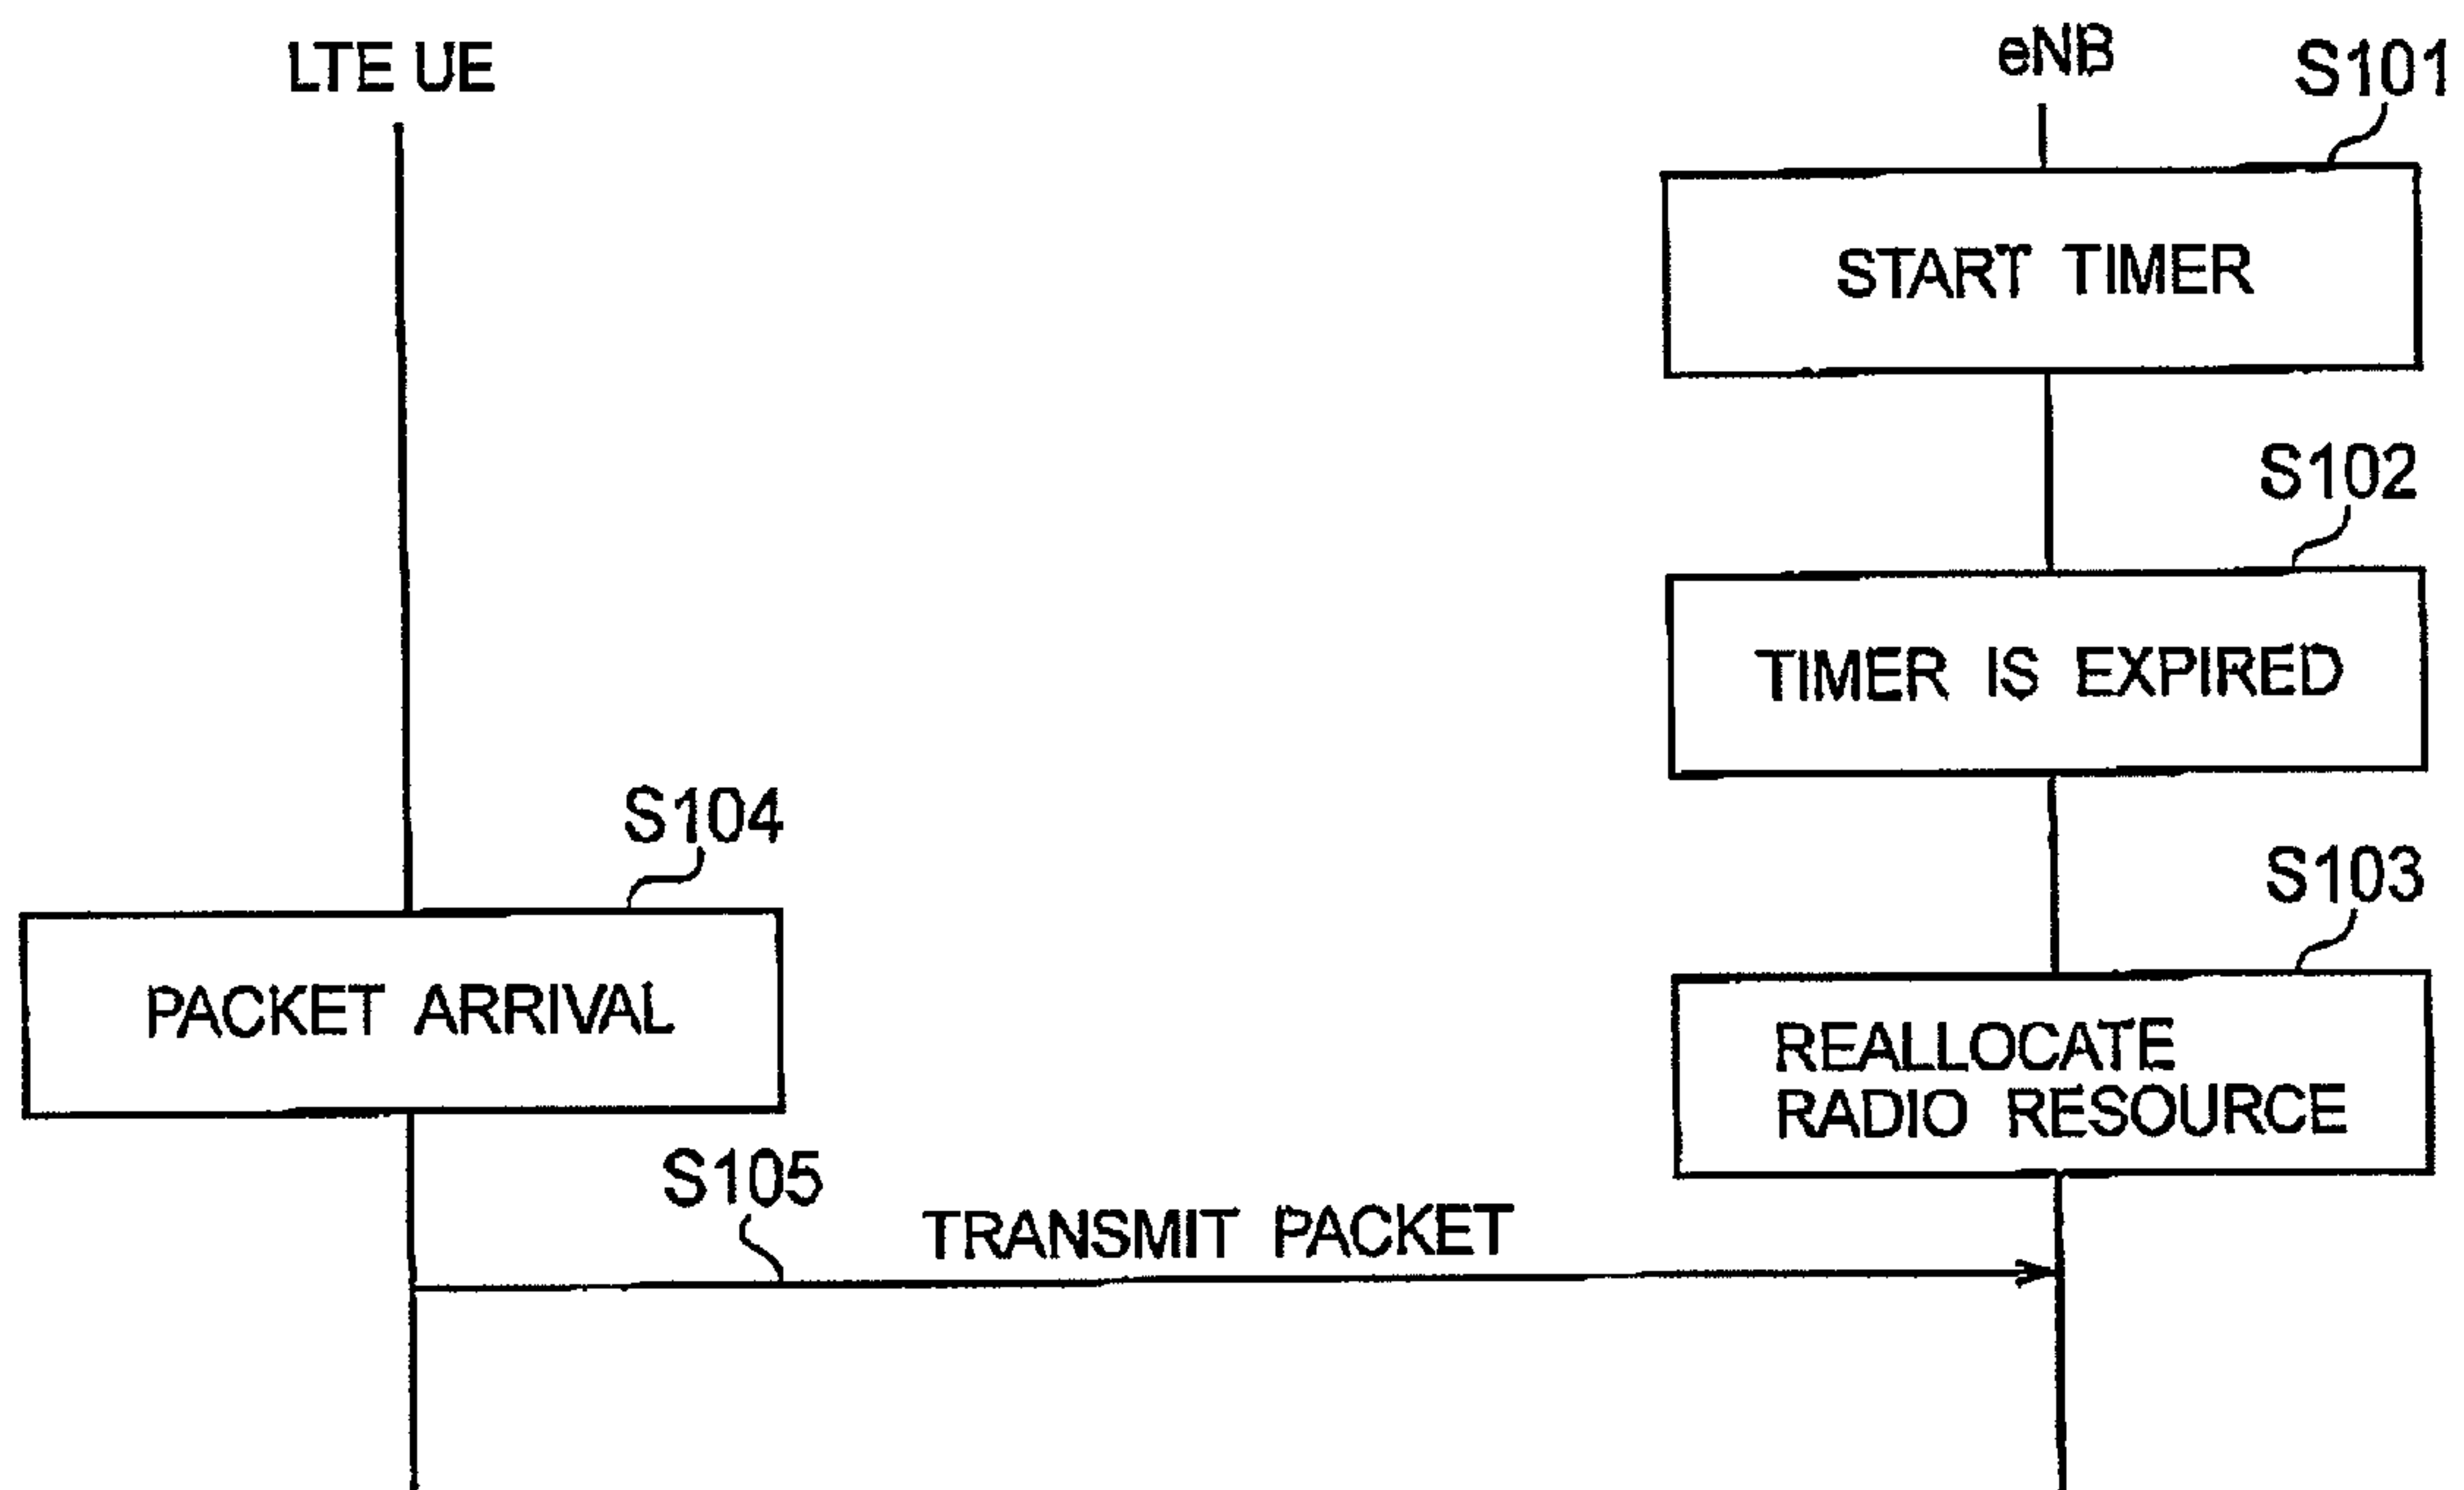 LTE UE
eNB
S101
START TIMER
S102
TIMER IS EXPIRED
S104
S103
PACKET ARRIVAL
REALLOCATE
RADIO RESOURCE
S105
TRANSMIT PACKET